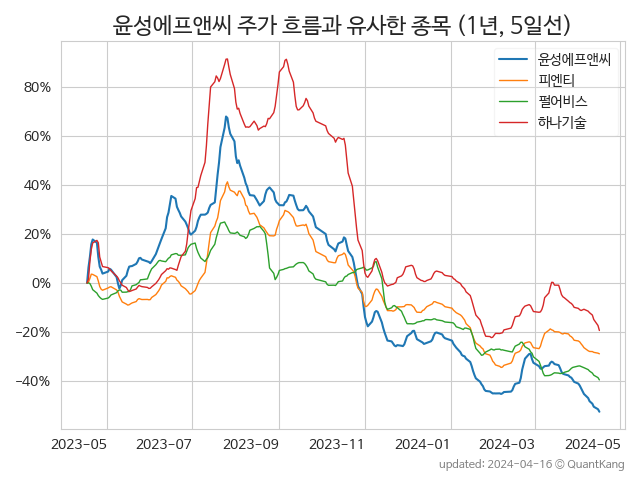 윤성에프앤씨 주가 흐름과 유사한 종목 (1년, 5일선)
윤성에프앤씨
피엔티
펄어비스
하나기술
80%
60%
40%
20%
0%
−20%
−40%
2023-05 2023-07 2023-09 2023-11 2024-01 2024-03 2024-05
updated: 2024-04-16 © QuantKang